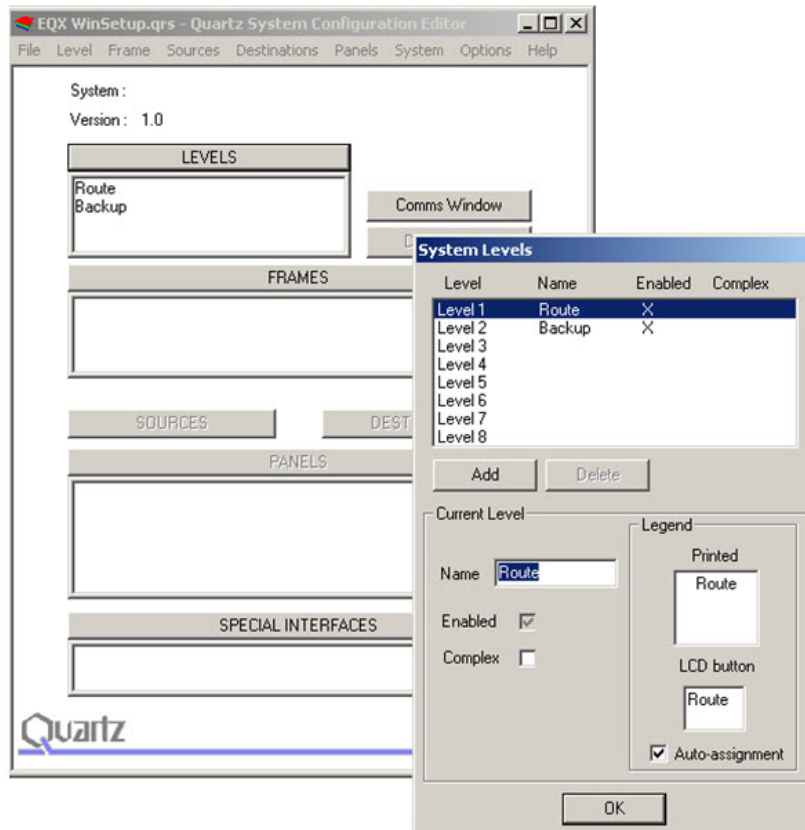 EQX WinSetup.qrs - Quartz System Configuration Editor
File Level Frame Sources Destinations Panels System Options Help
System :
Version : 1.0
LEVELS
Route
Backup
Comms Window
FRAMES
SOURCES
DEST
PANELS
SPECIAL INTERFACES
Quartz
System Levels
Level Name Enabled Complex
Level 1 Route X
Level 2 Backup X
Level 3
Level 4
Level 5
Level 6
Level 7
Level 8
Add Delete
Current Level
Name Route
Enabled
Complex
Legend
Printed
Route
LCD button
Route
Auto-assignment
OK